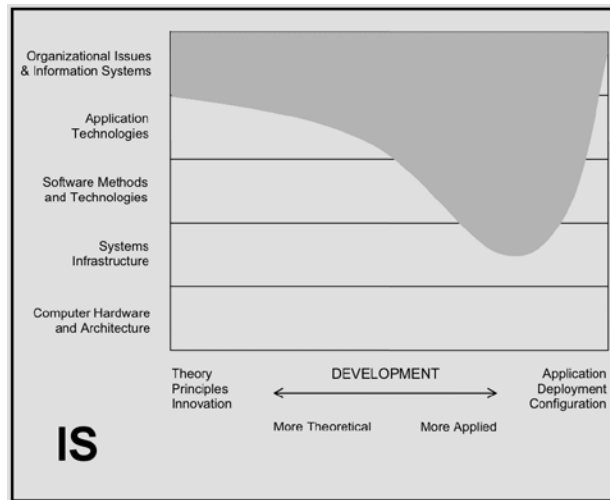 Organizational Issues
& Information Systems
Application
Technologies
Software Methods
and Technologies
Systems
Infrastructure
Computer Hardware
and Architecture
Theory
Principles
Innovation
DEVELOPMENT
Application
Deployment
Configuration
More Theoretical
More Applied
IS